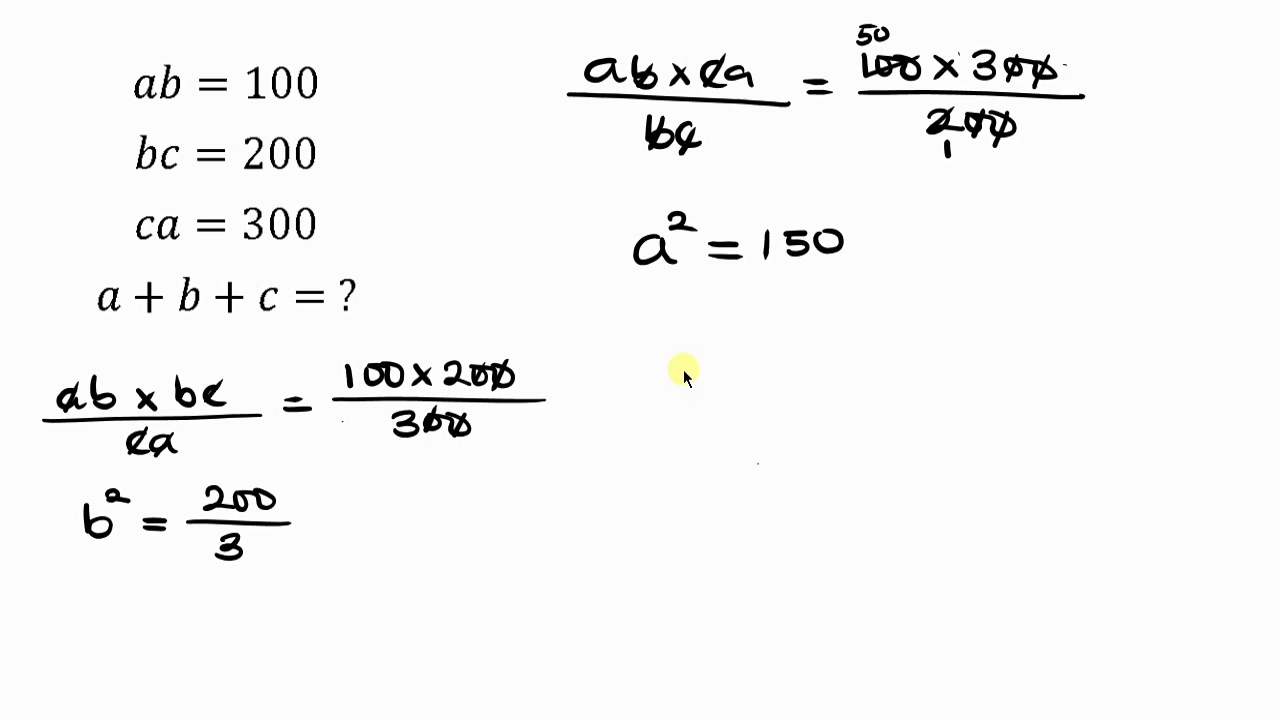 ab = 100
bc = 200
ca = 300
a + b + c = ?
ab × bc / ca = 100 × 200 / 300
b² = 200 / 3
50
ab × ca / bc = 100 × 300 / 200
1
a² = 150